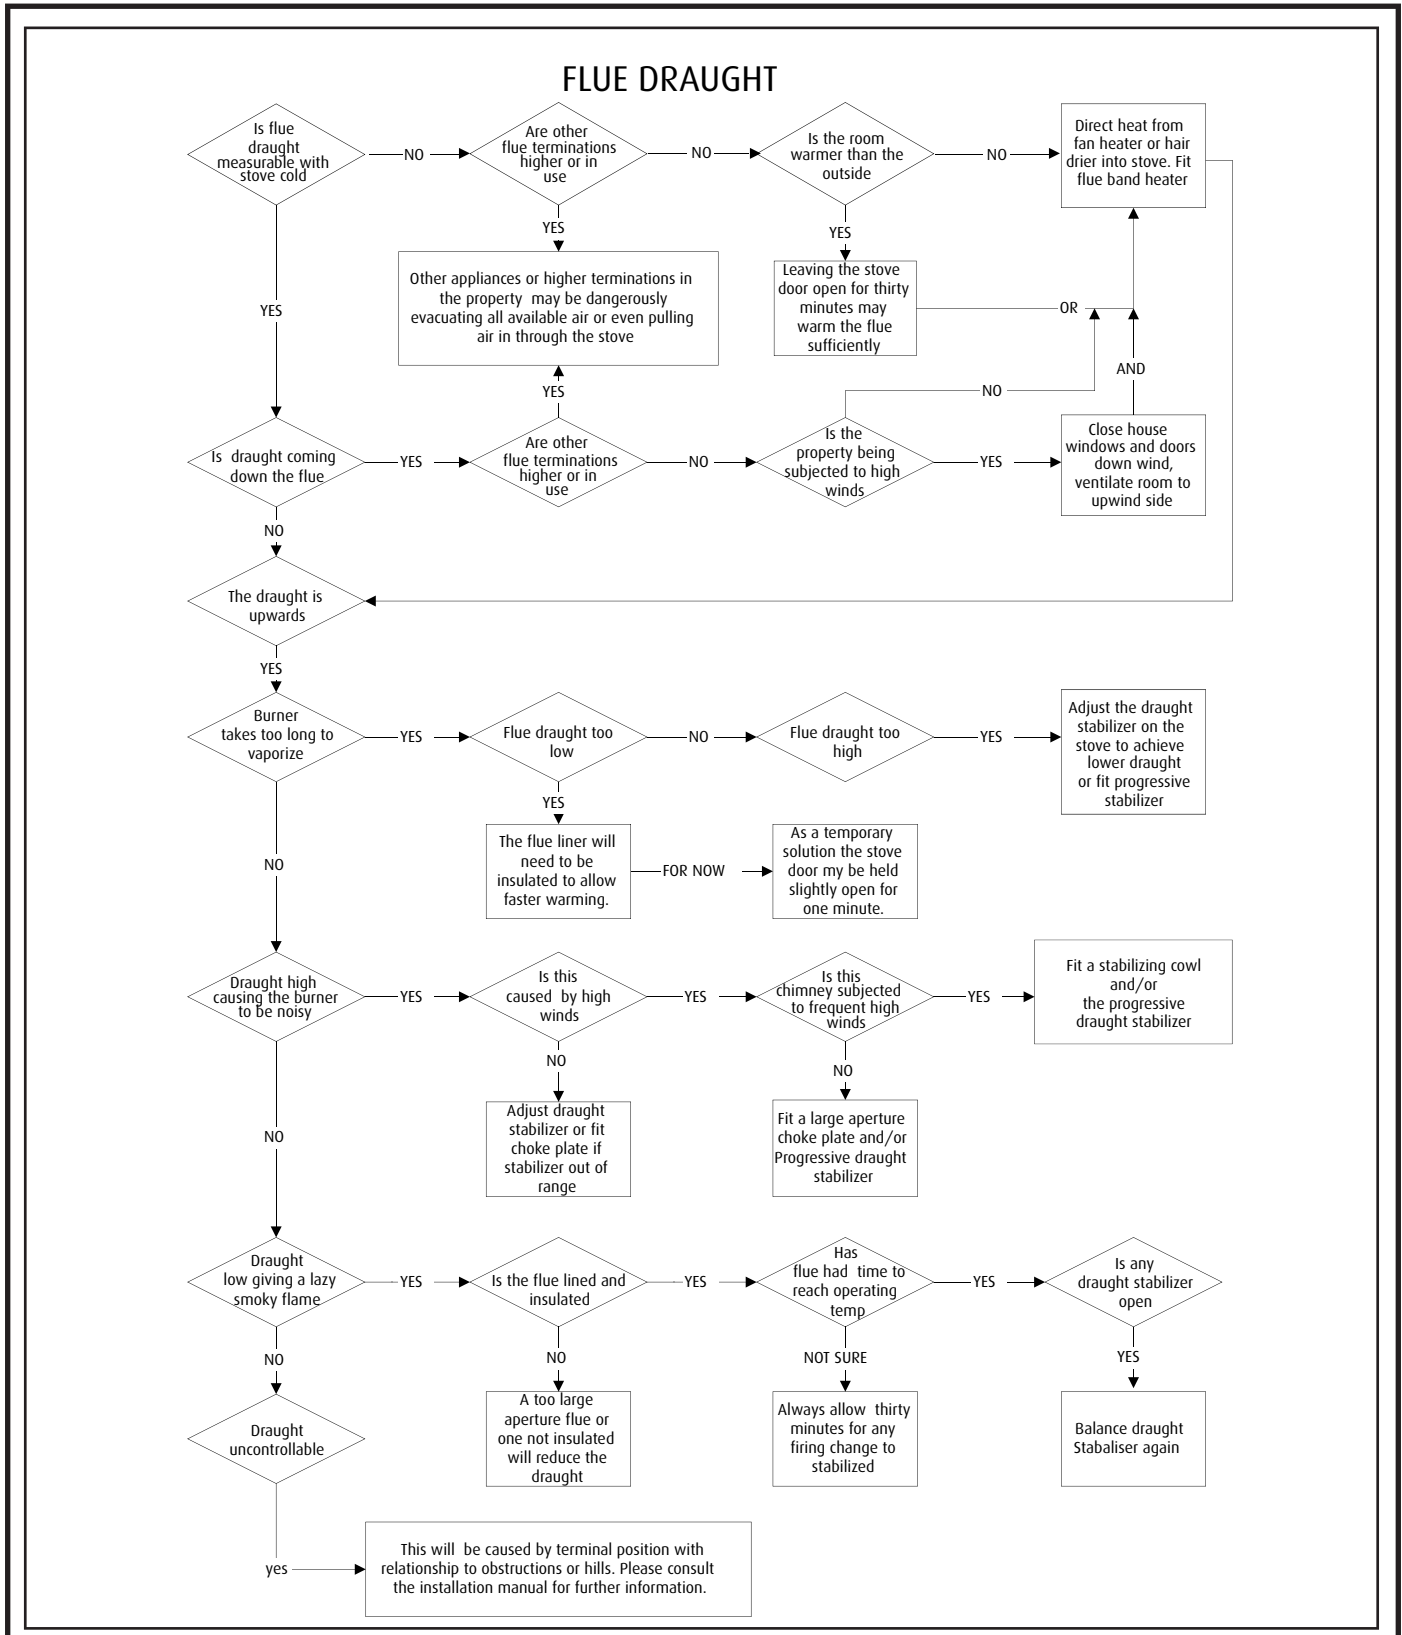 FLUE DRAUGHT
Is flue
draught
measurable with
stove cold
NO
Are other
flue terminations
higher or in
use
NO
Is the room
warmer than the
outside
NO
Direct heat from
fan heater or hair
drier into stove. Fit
flue band heater
YES
YES
YES
Other appliances or higher terminations in
the property may be dangerously
evacuating all available air or even pulling
air in through the stove
Leaving the stove
door open for thirty
minutes may
warm the flue
sufficiently
OR
AND
YES
NO
Is draught coming
down the flue
YES
Are other
flue terminations
higher or in
use
NO
Is the
property being
subjected to high
winds
YES
Close house
windows and doors
down wind,
ventilate room to
upwind side
NO
The draught is
upwards
YES
Burner
takes too long to
vaporize
YES
Flue draught too
low
NO
Flue draught too
high
YES
Adjust the draught
stabilizer on the
stove to achieve
lower draught
or fit progressive
stabilizer
YES
NO
The flue liner will
need to be
insulated to allow
faster warming.
FOR NOW
As a temporary
solution the stove
door my be held
slightly open for
one minute.
Draught high
causing the burner
to be noisy
YES
Is this
caused by high
winds
YES
Is this
chimney subjected
to frequent high
winds
YES
Fit a stabilizing cowl
and/or
the progressive
draught stabilizer
NO
NO
NO
Adjust draught
stabilizer or fit
choke plate if
stabilizer out of
range
Fit a large aperture
choke plate and/or
Progressive draught
stabilizer
Draught
low giving a lazy
smoky flame
YES
Is the flue lined and
insulated
YES
Has
flue had time to
reach operating
temp
YES
Is any
draught stabilizer
open
NO
NO
NOT SURE
YES
Draught
uncontrollable
A too large
aperture flue or
one not insulated
will reduce the
draught
Always allow thirty
minutes for any
firing change to
stabilized
Balance draught
Stabaliser again
yes
This will be caused by terminal position with
relationship to obstructions or hills. Please consult
the installation manual for further information.